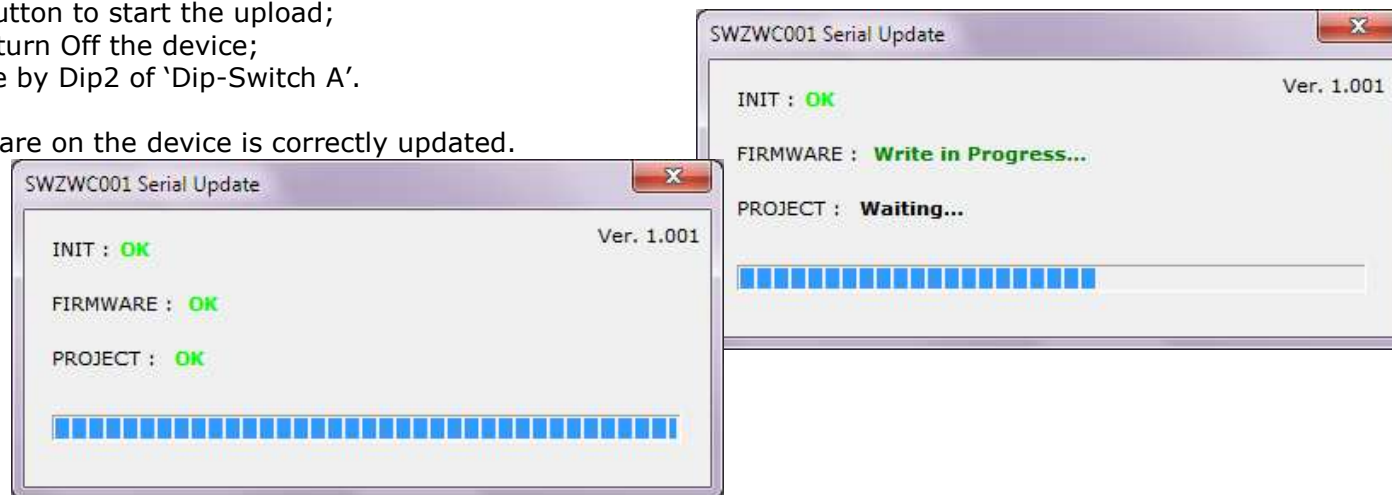 utton to start the upload;
turn Off the device;
e by Dip2 of ‘Dip-Switch A’.
are on the device is correctly updated.
SWZWC001 Serial Update
Ver. 1.001
INIT : OK
FIRMWARE : Write in Progress...
PROJECT : Waiting...
SWZWC001 Serial Update
Ver. 1.001
INIT : OK
FIRMWARE : OK
PROJECT : OK